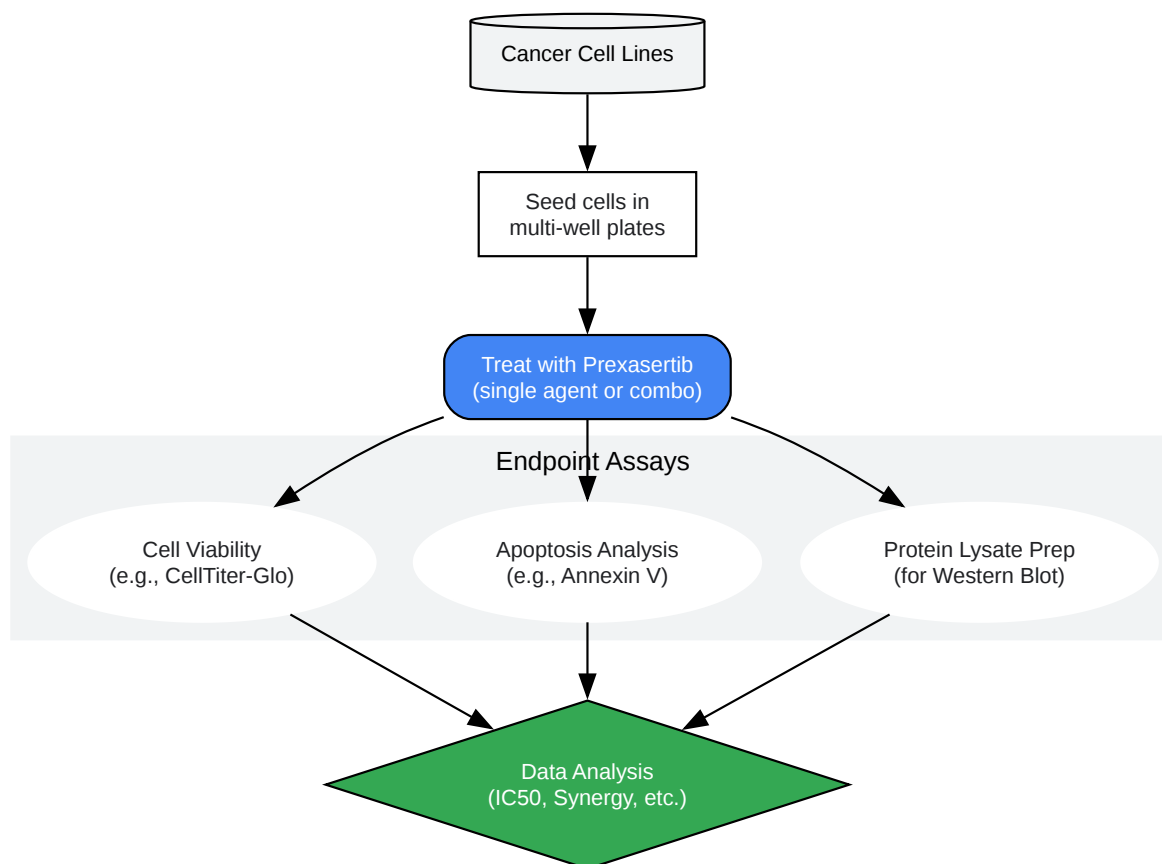 Cancer Cell Lines
Seed cells in
multi-well plates
Treat with Prexasertib
(single agent or combo)
Endpoint Assays
Cell Viability
(e.g., CellTiter-Glo)
Apoptosis Analysis
(e.g., Annexin V)
Protein Lysate Prep
(for Western Blot)
Data Analysis
(IC50, Synergy, etc.)